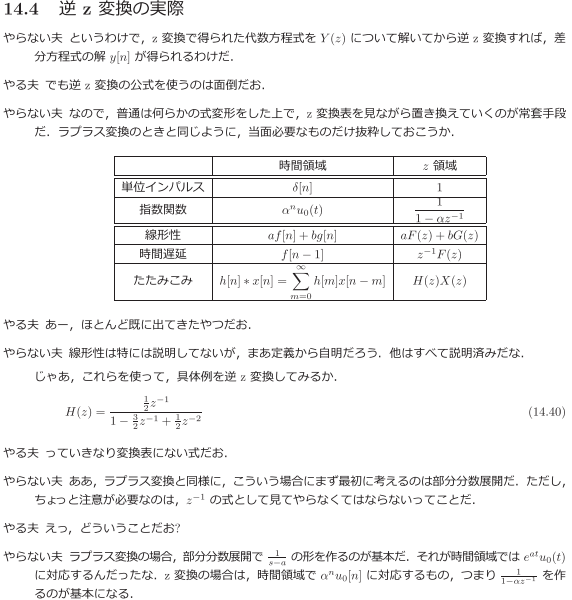 14.4 逆 z 変換の実際
やらない夫 というわけで，z 変換で得られた代数方程式を Y(z) について解いてから逆 z 変換すれば，差
分方程式の解 y[n] が得られるわけだ．
やる夫 でも逆 z 変換の公式を使うのは面倒だお．
やらない夫 なので，普通は何らかの式変形をした上で，z 変換表を見ながら置き換えていくのが常套手段
だ．ラプラス変換のときと同じように，当面必要なものだけ抜粋しておこうか．
時間領域 z 領域
単位インパルス δ[n] 1
指数関数 α^n u_0(t) \frac{1}{1 - αz^{-1}}
線形性 af[n] + bg[n] aF(z) + bG(z)
時間遅延 f[n − 1] z^{-1}F(z)
たたみこみ h[n] ∗ x[n] = \sum_{m=0}^{∞} h[m]x[n − m] H(z)X(z)
やる夫 あー，ほとんど既に出てきたやつだお．
やらない夫 線形性は特には説明してないが，まあ定義から自明だろう．他はすべて説明済みだな．
じゃあ，これらを使って，具体例を逆 z 変換してみるか．
H(z) = \frac{\frac{1}{2}z^{-1}}{1 - \frac{3}{2}z^{-1} + \frac{1}{2}z^{-2}} (14.40)
やる夫 っていきなり変換表にない式だお．
やらない夫 ああ，ラプラス変換と同様に，こういう場合にまず最初に考えるのは部分分数展開だ．ただし，
ちょっと注意が必要なのは，z^{-1} の式として見てやらなくてはならないってことだ．
やる夫 えっ，どういうことだお?
やらない夫 ラプラス変換の場合，部分分数展開で \frac{1}{s-a} の形を作るのが基本だ．それが時間領域では e^{at}u_0(t)
に対応するんだったな．z 変換の場合は，時間領域で α^n u_0[n] に対応するもの，つまり \frac{1}{1-αz^{-1}} を作
るのが基本になる．